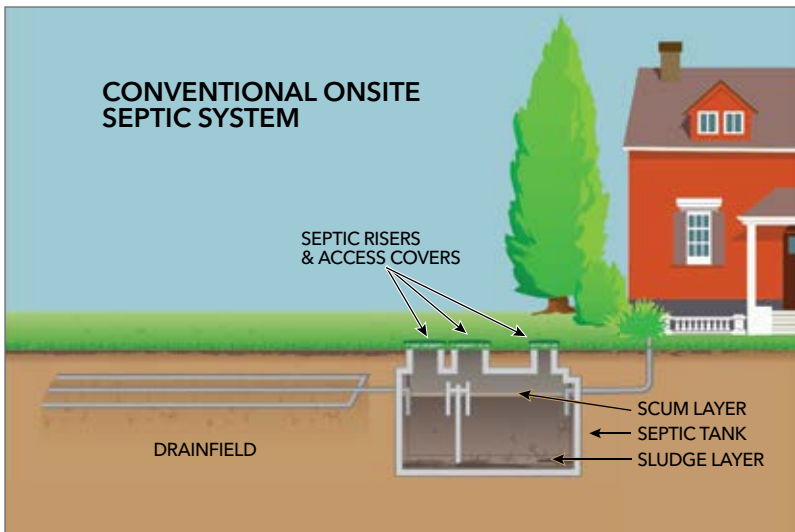 CONVENTIONAL ONSITE
SEPTIC SYSTEM
SEPTIC RISERS
& ACCESS COVERS
SCUM LAYER
SEPTIC TANK
SLUDGE LAYER
DRAINFIELD